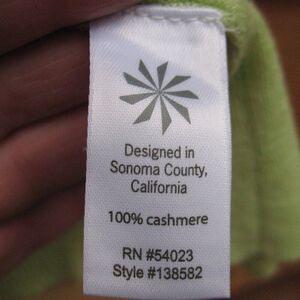 Designed in
Sonoma County,
California
100% cashmere
RN #54023
Style #138582